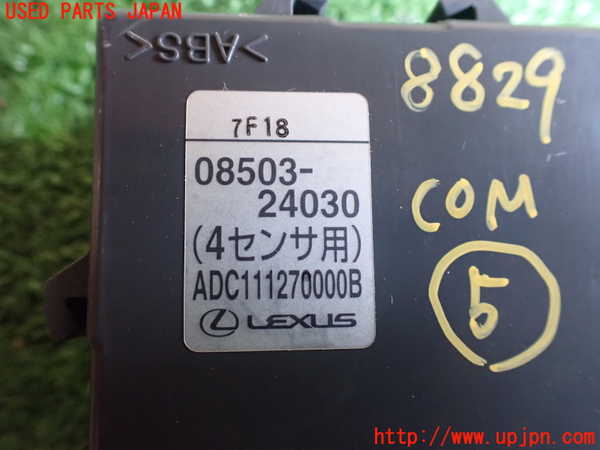 USED PARTS JAPAN
>ABS<
8829
7F18
08503-
24030
(4センサ用)
ADC111270000B
LEXUS
COM
5
http://www.upjpn.com/